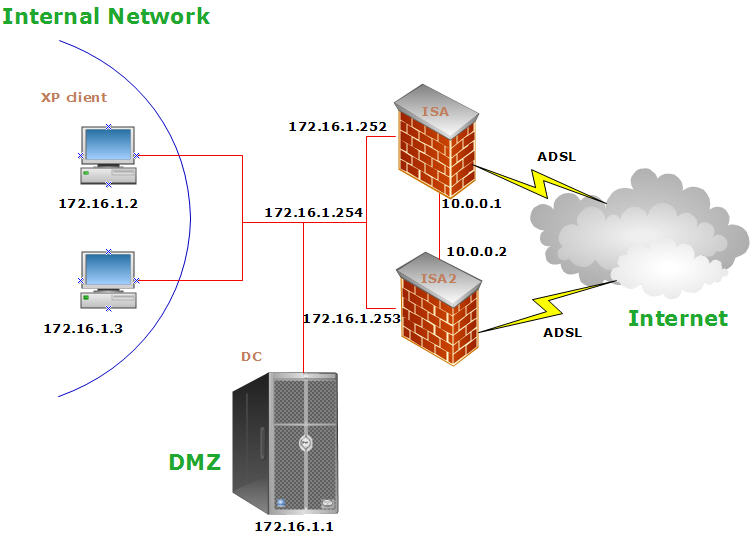 Internal Network
XP client
172.16.1.2
172.16.1.3
172.16.1.252
172.16.1.254
172.16.1.253
ISA
10.0.0.1
10.0.0.2
ISA2
ADSL
ADSL
Internet
DC
DMZ
172.16.1.1